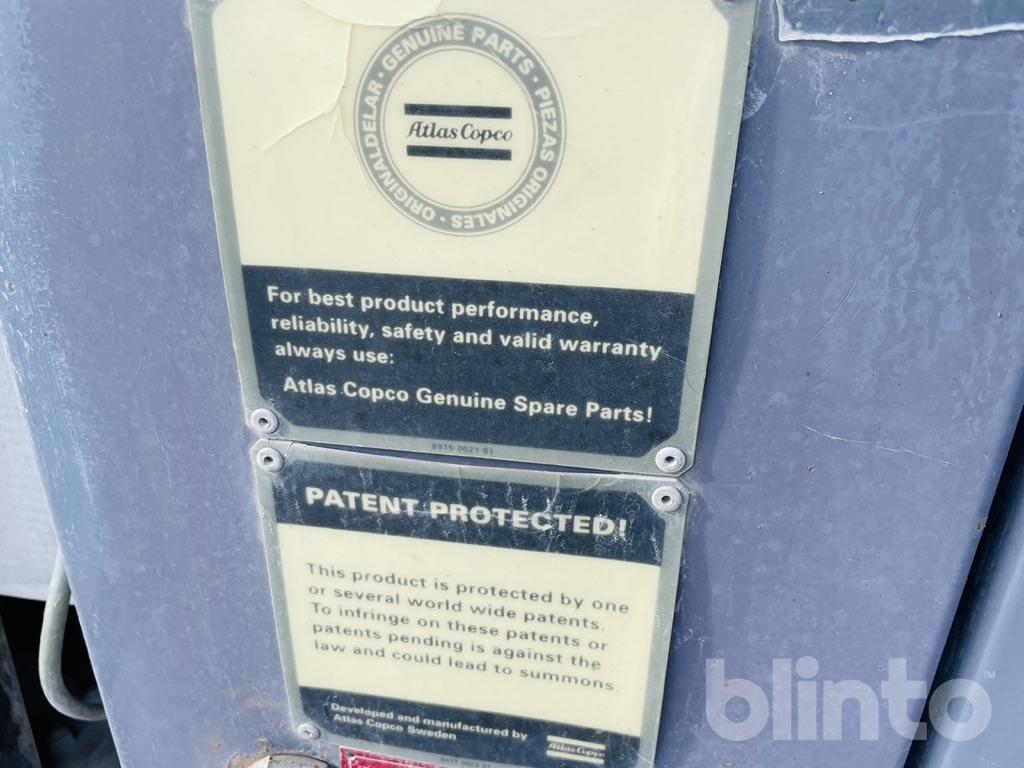 GENUINE PARTS · PIEZAS ORIGINALES · ORIGINALDELAR ·
Atlas Copco
For best product performance,
reliability, safety and valid warranty
always use:
Atlas Copco Genuine Spare Parts!
PATENT PROTECTED!
This product is protected by one
or several world wide patents.
To infringe on these patents or
patents pending is against the
law and could lead to summons.
Developed and manufactured by
Atlas Copco Sweden
Atlas Copco
blinto™